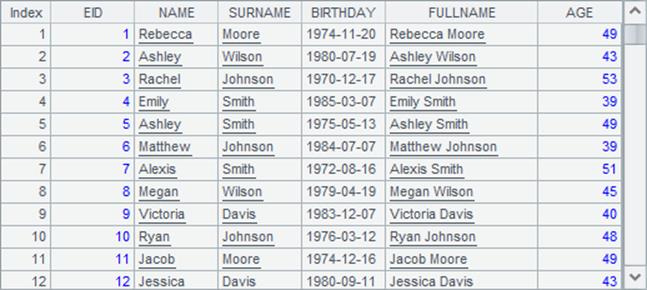 Index EID NAME SURNAME BIRTHDAY FULLNAME AGE
1 1 Rebecca Moore 1974-11-20 Rebecca Moore 49
2 2 Ashley Wilson 1980-07-19 Ashley Wilson 43
3 3 Rachel Johnson 1970-12-17 Rachel Johnson 53
4 4 Emily Smith 1985-03-07 Emily Smith 39
5 5 Ashley Smith 1975-05-13 Ashley Smith 49
6 6 Matthew Johnson 1984-07-07 Matthew Johnson 39
7 7 Alexis Smith 1972-08-16 Alexis Smith 51
8 8 Megan Wilson 1979-04-19 Megan Wilson 45
9 9 Victoria Davis 1983-12-07 Victoria Davis 40
10 10 Ryan Johnson 1976-03-12 Ryan Johnson 48
11 11 Jacob Moore 1974-12-16 Jacob Moore 49
12 12 Jessica Davis 1980-09-11 Jessica Davis 43